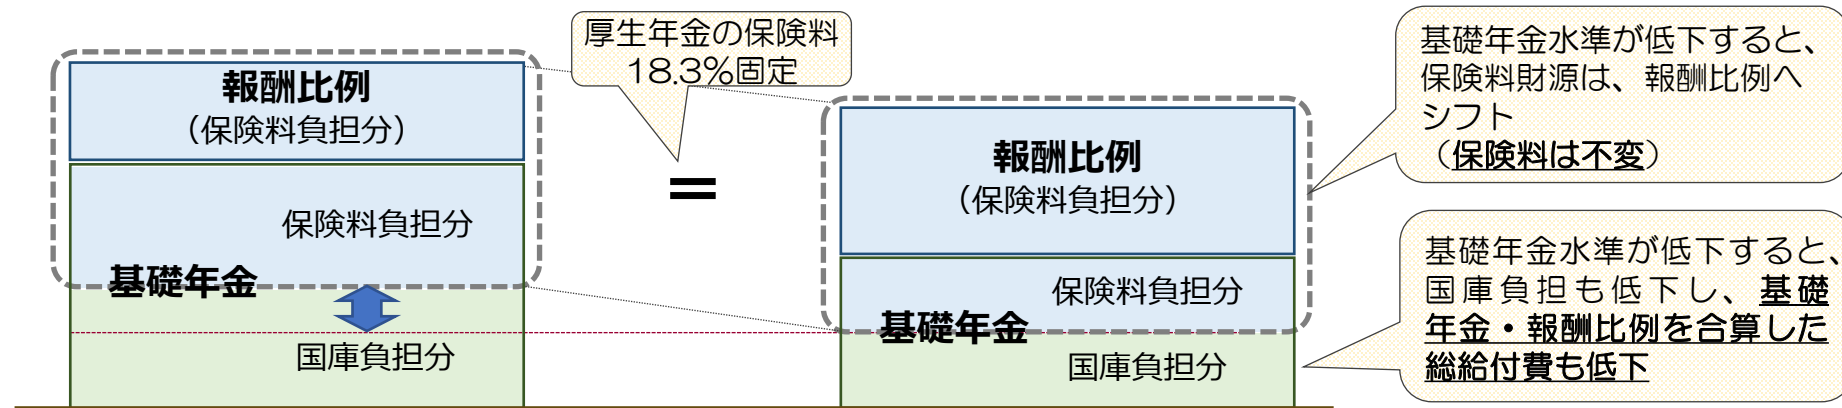 厚生年金の保険料
18.3％固定
報酬比例
（保険料負担分）
保険料負担分
基礎年金
国庫負担分
＝
報酬比例
（保険料負担分）
保険料負担分
基礎年金
国庫負担分
基礎年金水準が低下すると、
保険料財源は、報酬比例へ
シフト
（保険料は不変）
基礎年金水準が低下すると、
国庫負担も低下し、基礎
年金・報酬比例を合算した
総給付費も低下